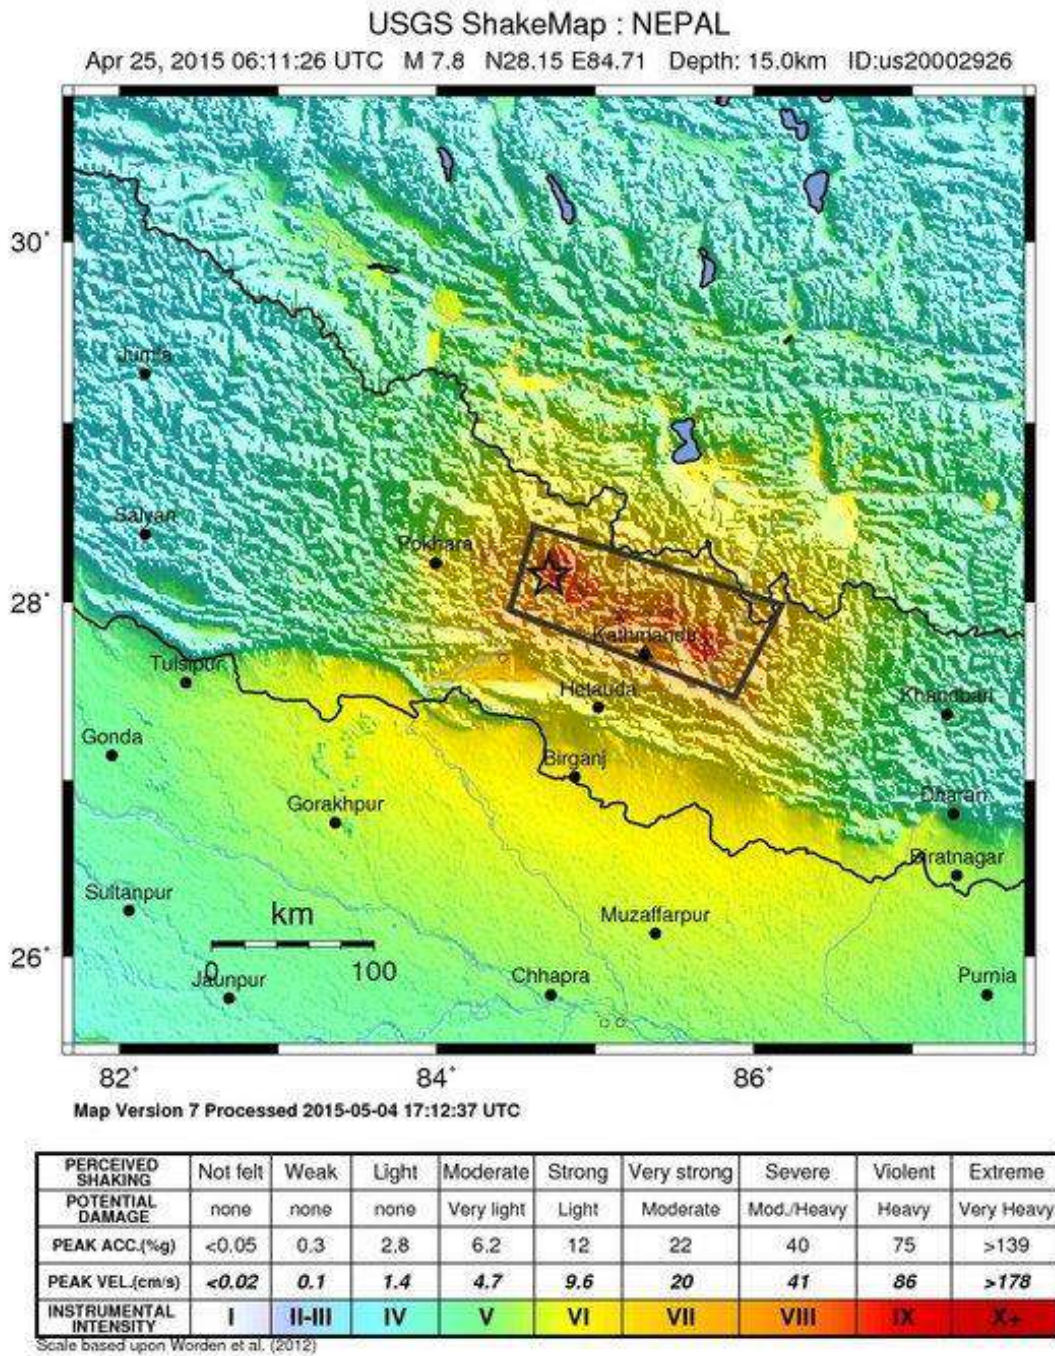 USGS ShakeMap : NEPAL
Apr 25, 2015 06:11:26 UTC M 7.8 N28.15 E84.71 Depth: 15.0km ID:us20002926
30°
Jumla
Salyan
Pokhara
28°
Kathmandu
Tulsipur
Hetauda
Khandbari
Gonda
Birganj
Gorakhpur
Dharan
Biratnagar
Sultanpur
km
Muzaffarpur
26°
0 100
Jaunpur
Chhapra
Purnia
82° 84° 86°
Map Version 7 Processed 2015-05-04 17:12:37 UTC
PERCEIVED SHAKING Not felt Weak Light Moderate Strong Very strong Severe Violent Extreme
POTENTIAL DAMAGE none none none Very light Light Moderate Mod./Heavy Heavy Very Heavy
PEAK ACC.(%g) <0.05 0.3 2.8 6.2 12 22 40 75 >139
PEAK VEL.(cm/s) <0.02 0.1 1.4 4.7 9.6 20 41 86 >178
INSTRUMENTAL INTENSITY I II-III IV V VI VII VIII IX X+
Scale based upon Worden et al. (2012)